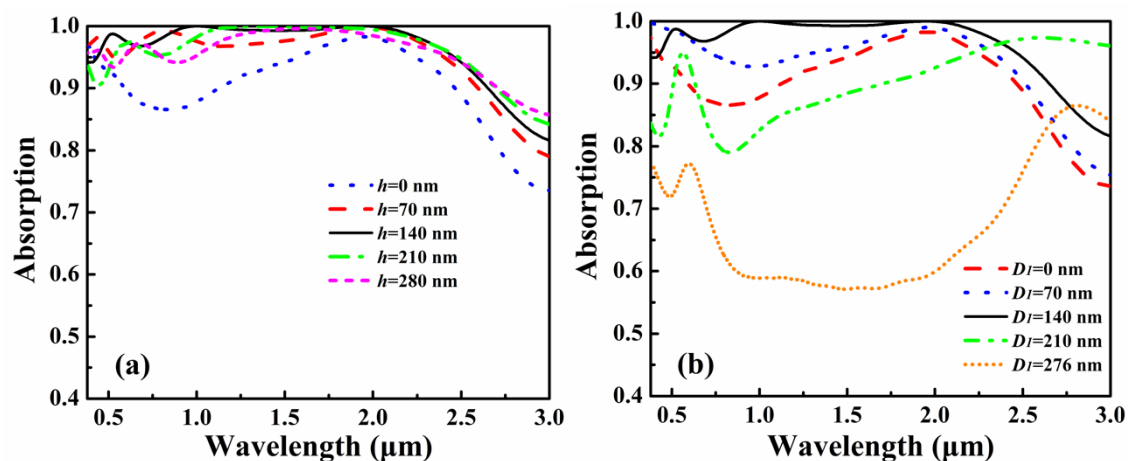 Absorption
1.0
0.9
0.8
0.7
0.6
0.5
0.4
h=0 nm
h=70 nm
h=140 nm
h=210 nm
h=280 nm
(a)
0.5 1.0 1.5 2.0 2.5 3.0
Wavelength (μm)
Absorption
1.0
0.9
0.8
0.7
0.6
0.5
0.4
D1=0 nm
D1=70 nm
D1=140 nm
D1=210 nm
D1=276 nm
(b)
0.5 1.0 1.5 2.0 2.5 3.0
Wavelength (μm)